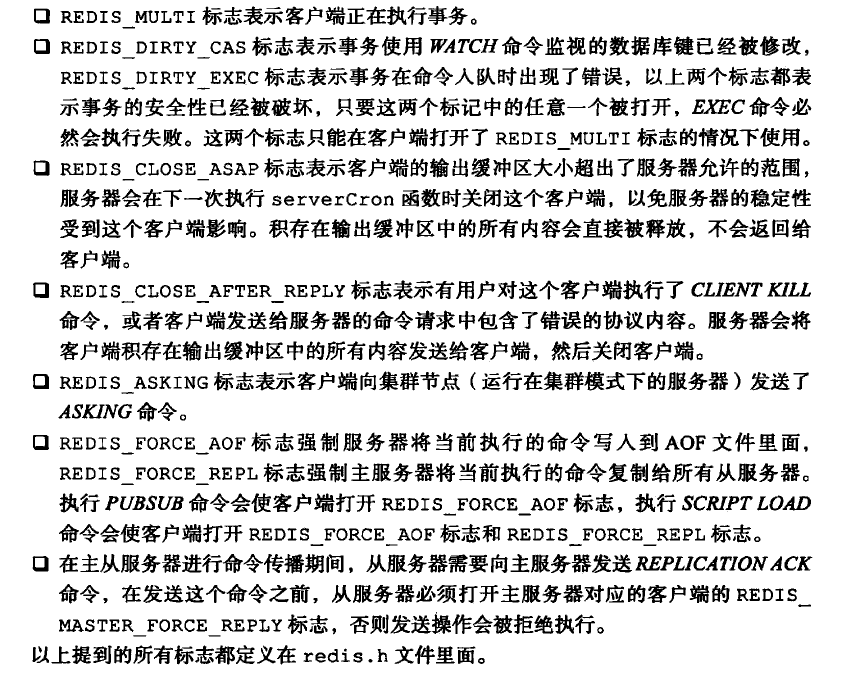 ❑ REDIS_MULTI 标志表示客户端正在执行事务。
❑ REDIS_DIRTY_CAS 标志表示事务使用 WATCH 命令监视的数据库键已经被修改，
REDIS_DIRTY_EXEC 标志表示事务在命令入队时出现了错误，以上两个标志都表
示事务的安全性已经被破坏，只要这两个标记中的任意一个被打开，EXEC 命令必
然会执行失败。这两个标志只能在客户端打开了 REDIS_MULTI 标志的情况下使用。
❑ REDIS_CLOSE_ASAP 标志表示客户端的输出缓冲区大小超出了服务器允许的范围，
服务器会在下一次执行 serverCron 函数时关闭这个客户端，以免服务器的稳定性
受到这个客户端影响。积存在输出缓冲区中的所有内容会直接被释放，不会返回给
客户端。
❑ REDIS_CLOSE_AFTER_REPLY 标志表示有用户对这个客户端执行了 CLIENT KILL
命令，或者客户端发送给服务器的命令请求中包含了错误的协议内容。服务器会将
客户端积存在输出缓冲区中的所有内容发送给客户端，然后关闭客户端。
❑ REDIS_ASKING 标志表示客户端向集群节点（运行在集群模式下的服务器）发送了
ASKING 命令。
❑ REDIS_FORCE_AOF 标志强制服务器将当前执行的命令写入到 AOF 文件里面，
REDIS_FORCE_REPL 标志强制主服务器将当前执行的命令复制给所有从服务器。
执行 PUBSUB 命令会使客户端打开 REDIS_FORCE_AOF 标志，执行 SCRIPT LOAD
命令会使客户端打开 REDIS_FORCE_AOF 标志和 REDIS_FORCE_REPL 标志。
❑ 在主从服务器进行命令传播期间，从服务器需要向主服务器发送 REPLICATION ACK
命令，在发送这个命令之前，从服务器必须打开主服务器对应的客户端的 REDIS_
MASTER_FORCE_REPLY 标志，否则发送操作会被拒绝执行。
以上提到的所有标志都定义在 redis.h 文件里面。